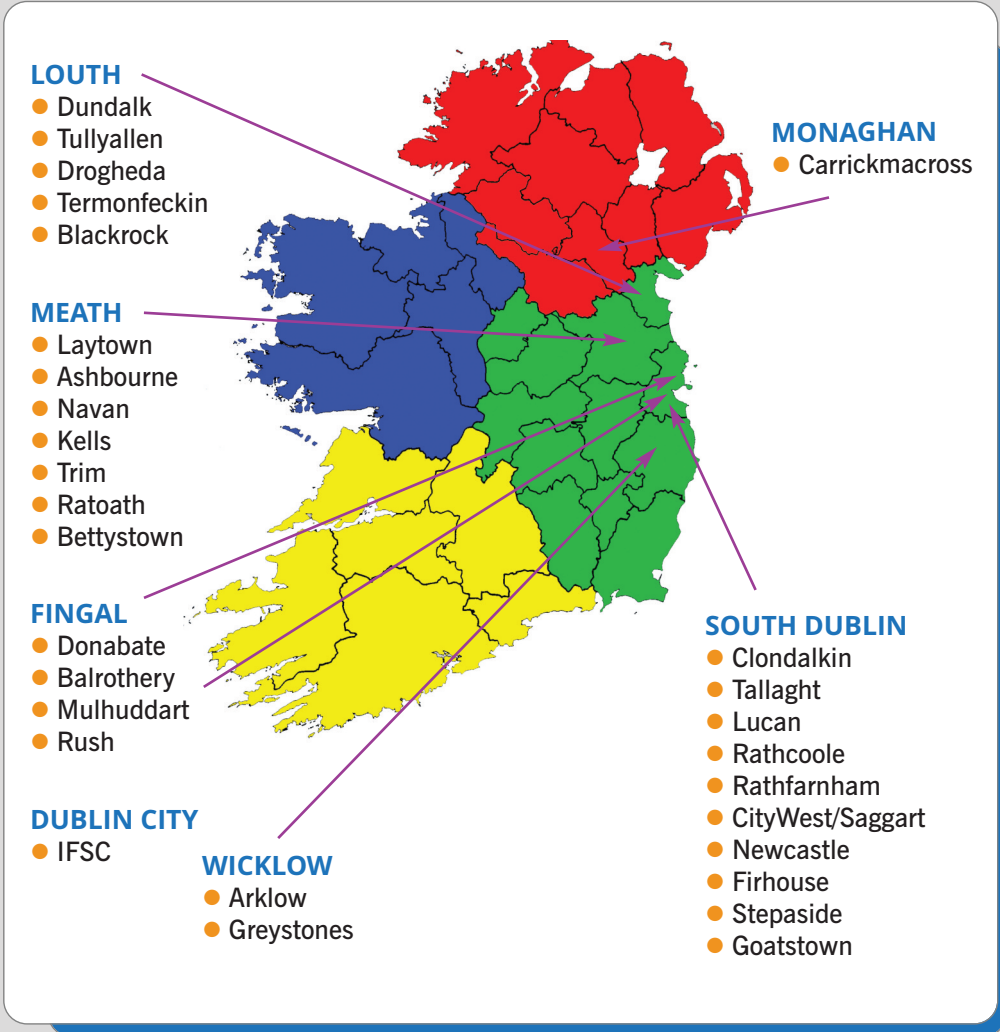 LOUTH
Dundalk
Tullyallen
Drogheda
Termonfeckin
Blackrock
MONAGHAN
Carrickmacross
MEATH
Laytown
Ashbourne
Navan
Kells
Trim
Ratoath
Bettystown
FINGAL
Donabate
Balrothery
Mulhuddart
Rush
DUBLIN CITY
IFSC
WICKLOW
Arklow
Greystones
SOUTH DUBLIN
Clondalkin
Tallaght
Lucan
Rathcoole
Rathfarnham
CityWest/Saggart
Newcastle
Firhouse
Stepaside
Goatstown